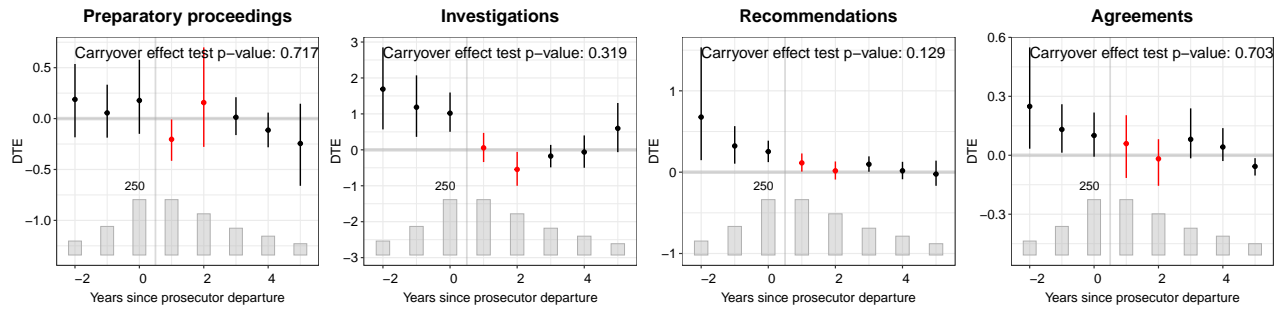 Preparatory proceedings
Carryover effect test p−value: 0.717
0.5
0.0
−0.5
−1.0
DTE
250
−2
0
2
4
Years since prosecutor departure
Investigations
Carryover effect test p−value: 0.319
3
2
1
0
−1
−2
−3
DTE
250
−2
0
2
4
Years since prosecutor departure
Recommendations
Carryover effect test p−value: 0.129
1
0
−1
DTE
250
−2
0
2
4
Years since prosecutor departure
Agreements
Carryover effect test p−value: 0.703
0.6
0.3
0.0
−0.3
DTE
250
−2
0
2
4
Years since prosecutor departure